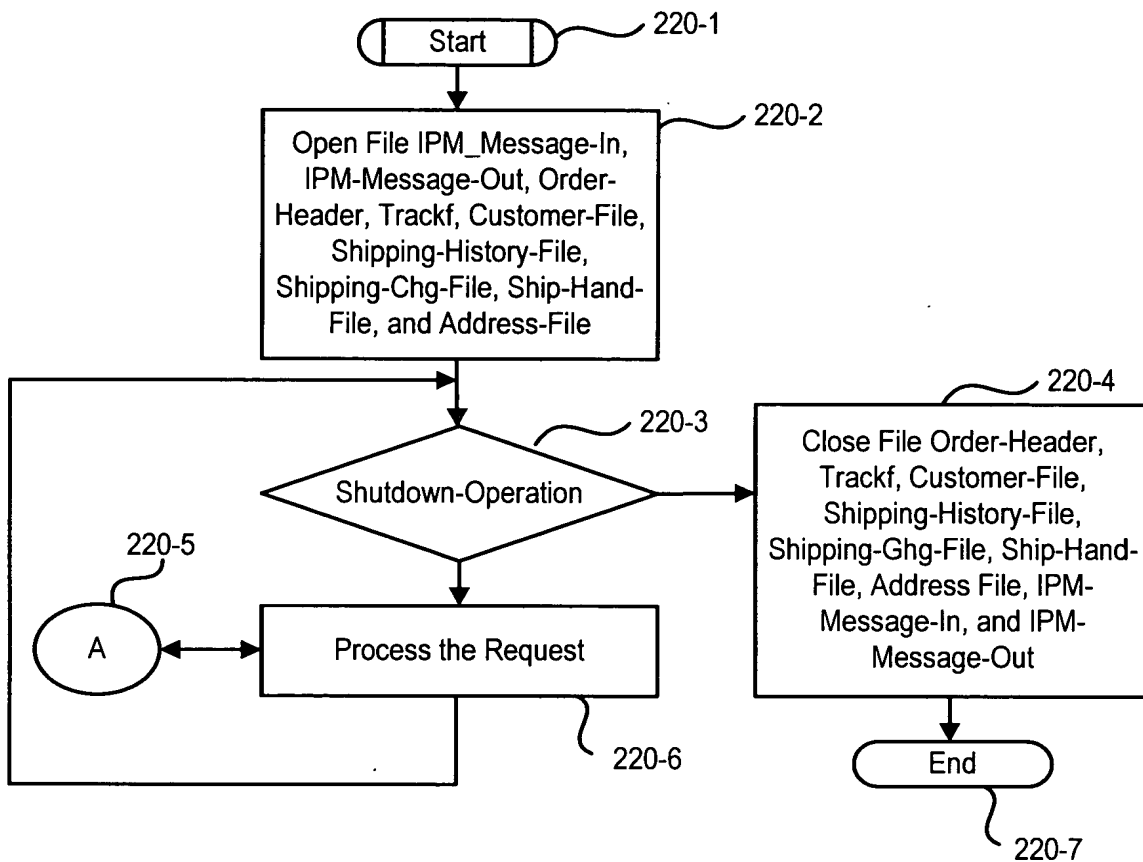 Start
220-1
220-2
Open File IPM_Message-In,
IPM-Message-Out, Order-
Header, Trackf, Customer-File,
Shipping-History-File,
Shipping-Chg-File, Ship-Hand-
File, and Address-File
220-3
Shutdown-Operation
220-4
Close File Order-Header,
Trackf, Customer-File,
Shipping-History-File,
Shipping-Ghg-File, Ship-Hand-
File, Address File, IPM-
Message-In, and IPM-
Message-Out
220-5
A
Process the Request
220-6
End
220-7